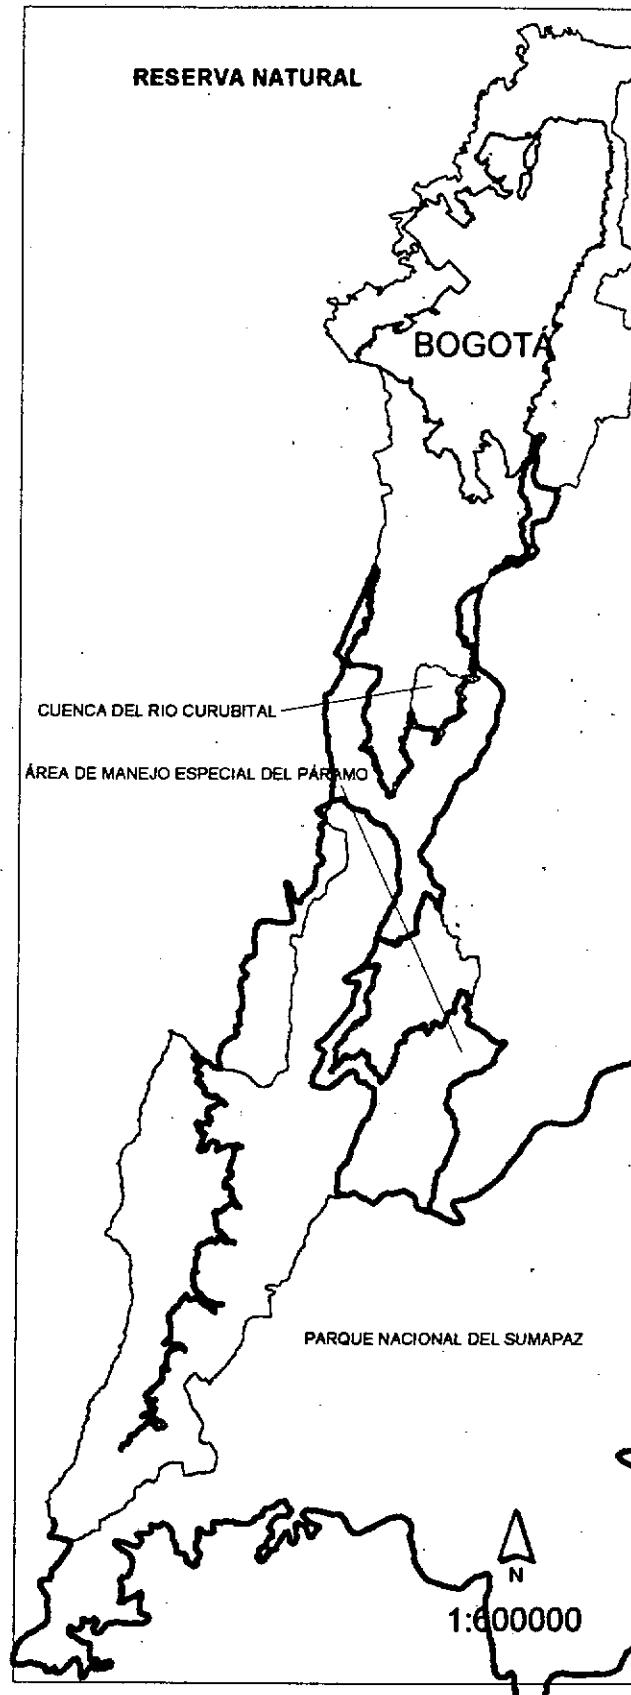 RESERVA NATURAL
BOGOTÁ
CUENCA DEL RIO CURUBITAL
ÁREA DE MANEJO ESPECIAL DEL PÁRAMO
PARQUE NACIONAL DEL SUMAPAZ
N
1:600000